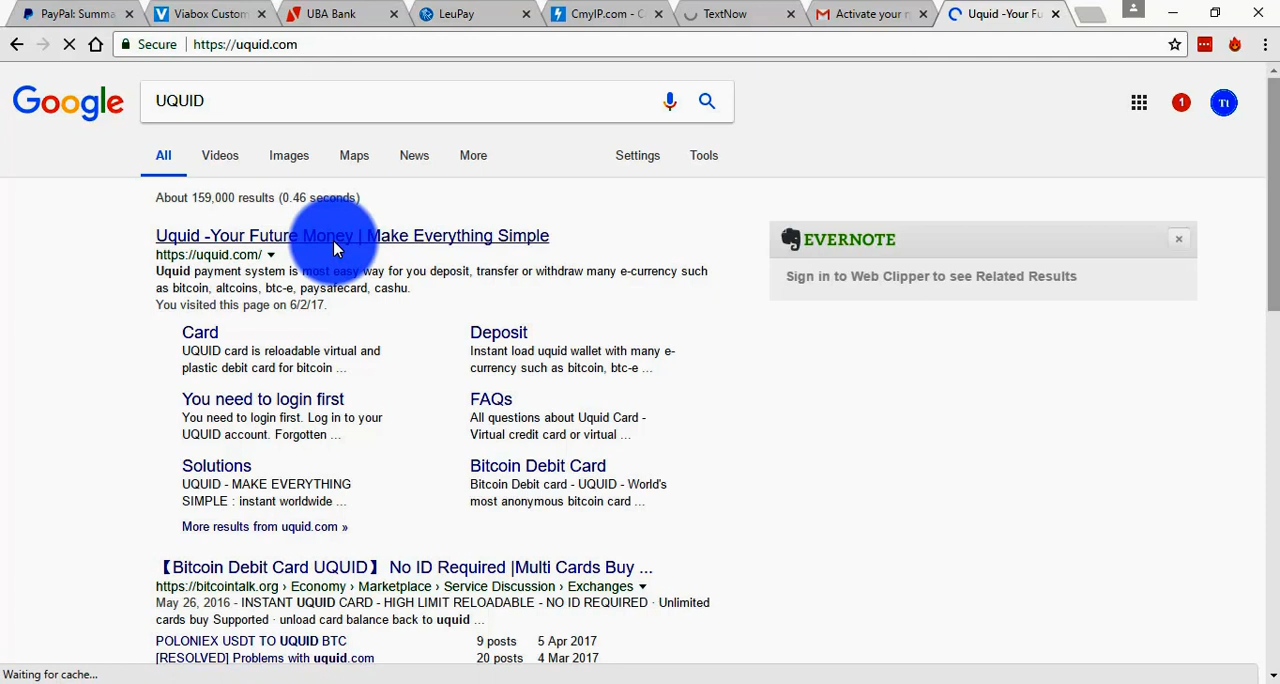 PayPal: Summa
Viabox Custom
UBA Bank
LeuPay
CmyIP.com - C
TextNow
Activate your
Uquid -Your Fu
Secure
https://uquid.com
Google
UQUID
1
TI
All
Videos
Images
Maps
News
More
Settings
Tools
About 159,000 results (0.46 seconds)
Uquid -Your Future Money | Make Everything Simple
https://uquid.com/
Uquid payment system is most easy way for you deposit, transfer or withdraw many e-currency such
as bitcoin, altcoins, btc-e, paysafecard, cashu.
You visited this page on 6/2/17.
EVERNOTE
Sign in to Web Clipper to see Related Results
Card
UQUID card is reloadable virtual and
plastic debit card for bitcoin ...
Deposit
Instant load uquid wallet with many e-
currency such as bitcoin, btc-e ...
You need to login first
You need to login first. Log in to your
UQUID account. Forgotten ...
FAQs
All questions about Uquid Card -
Virtual credit card or virtual ...
Solutions
UQUID - MAKE EVERYTHING
SIMPLE : instant worldwide ...
Bitcoin Debit Card
Bitcoin Debit card - UQUID - World's
most anonymous bitcoin card ...
More results from uquid.com »
【Bitcoin Debit Card UQUID】 No ID Required |Multi Cards Buy ...
https://bitcointalk.org › Economy › Marketplace › Service Discussion › Exchanges
May 26, 2016 - INSTANT UQUID CARD - HIGH LIMIT RELOADABLE - NO ID REQUIRED · Unlimited
cards buy Supported · unload card balance back to uquid ...
POLONIEX USDT TO UQUID BTC 9 posts 5 Apr 2017
[RESOLVED] Problems with uquid.com 20 posts 4 Mar 2017
Waiting for cache...